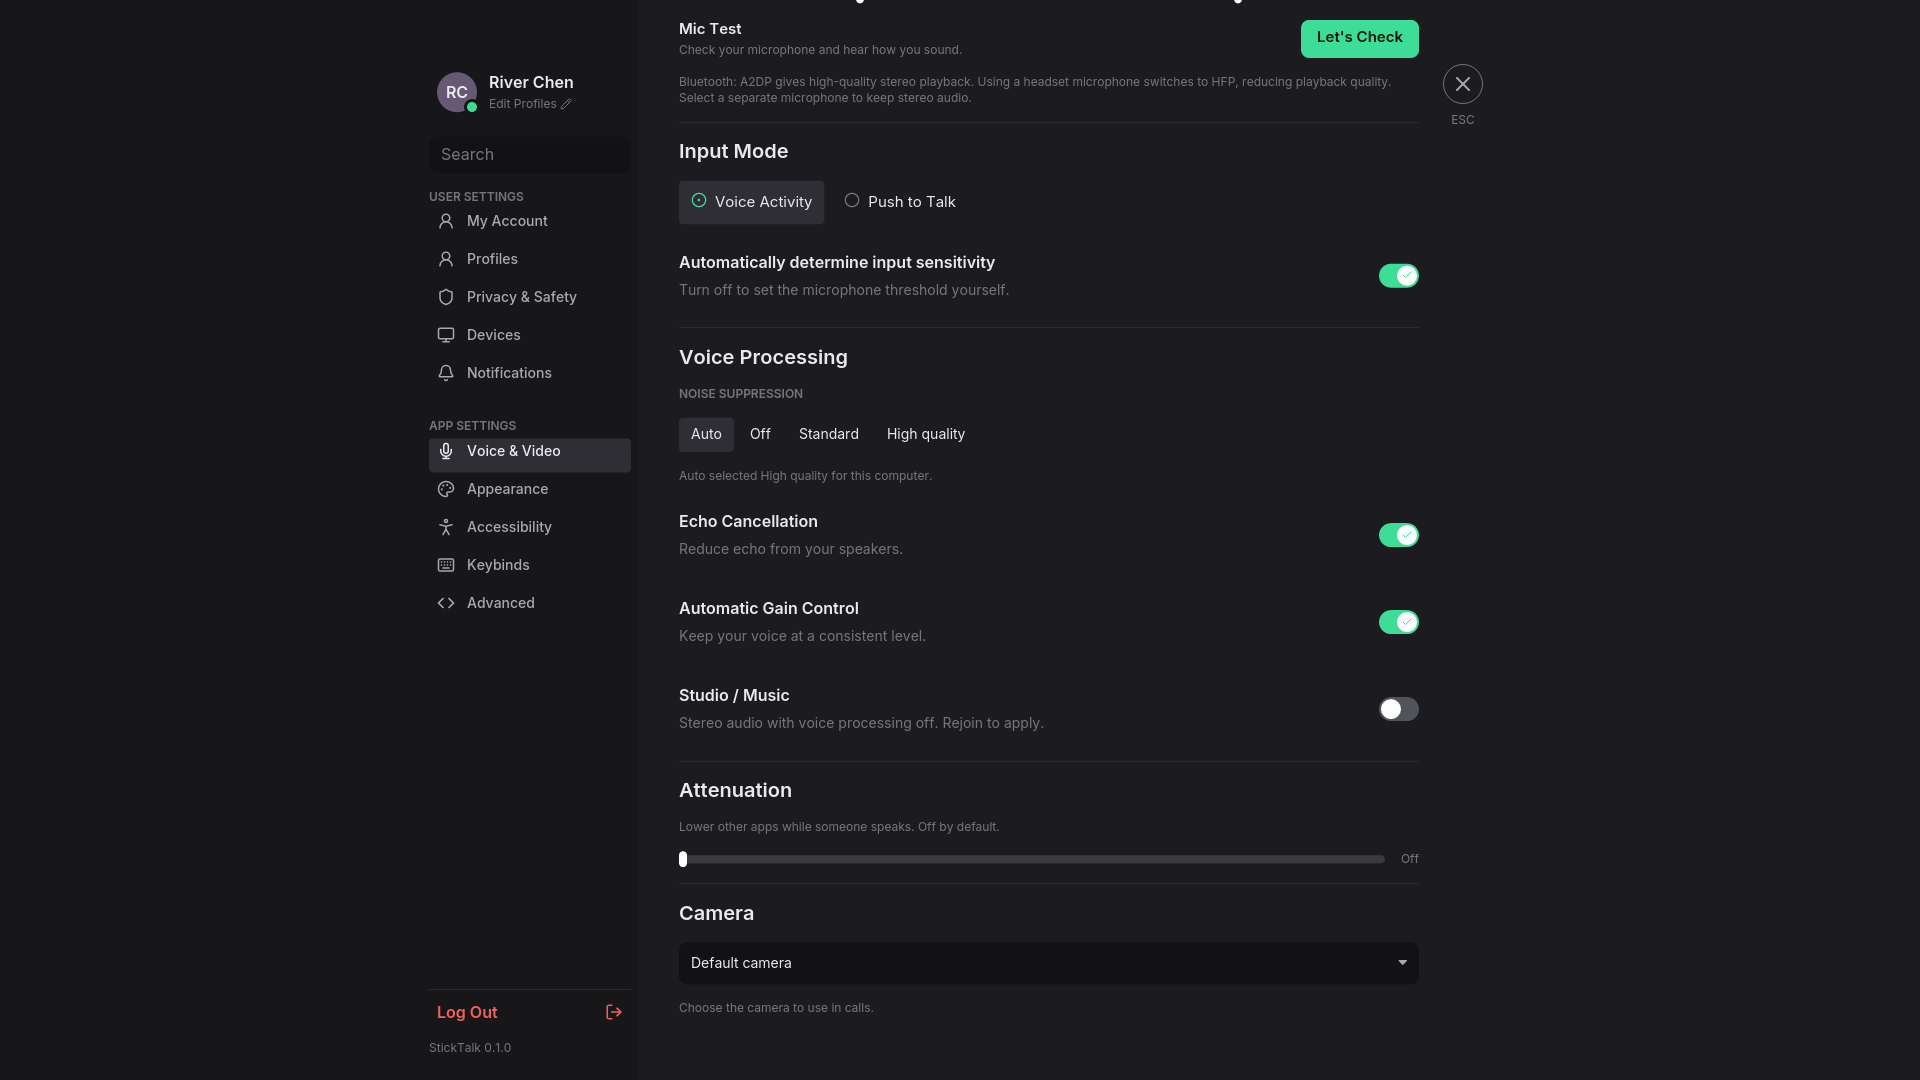 RC
River Chen
Edit Profiles
Search
USER SETTINGS
My Account
Profiles
Privacy & Safety
Devices
Notifications
APP SETTINGS
Voice & Video
Appearance
Accessibility
Keybinds
Advanced
Log Out
StickTalk 0.1.0
Mic Test
Check your microphone and hear how you sound.
Let's Check
Bluetooth: A2DP gives high-quality stereo playback. Using a headset microphone switches to HFP, reducing playback quality.
Select a separate microphone to keep stereo audio.
Input Mode
Voice Activity
Push to Talk
Automatically determine input sensitivity
Turn off to set the microphone threshold yourself.
Voice Processing
NOISE SUPPRESSION
Auto
Off
Standard
High quality
Auto selected High quality for this computer.
Echo Cancellation
Reduce echo from your speakers.
Automatic Gain Control
Keep your voice at a consistent level.
Studio / Music
Stereo audio with voice processing off. Rejoin to apply.
Attenuation
Lower other apps while someone speaks. Off by default.
Off
Camera
Default camera
Choose the camera to use in calls.
ESC